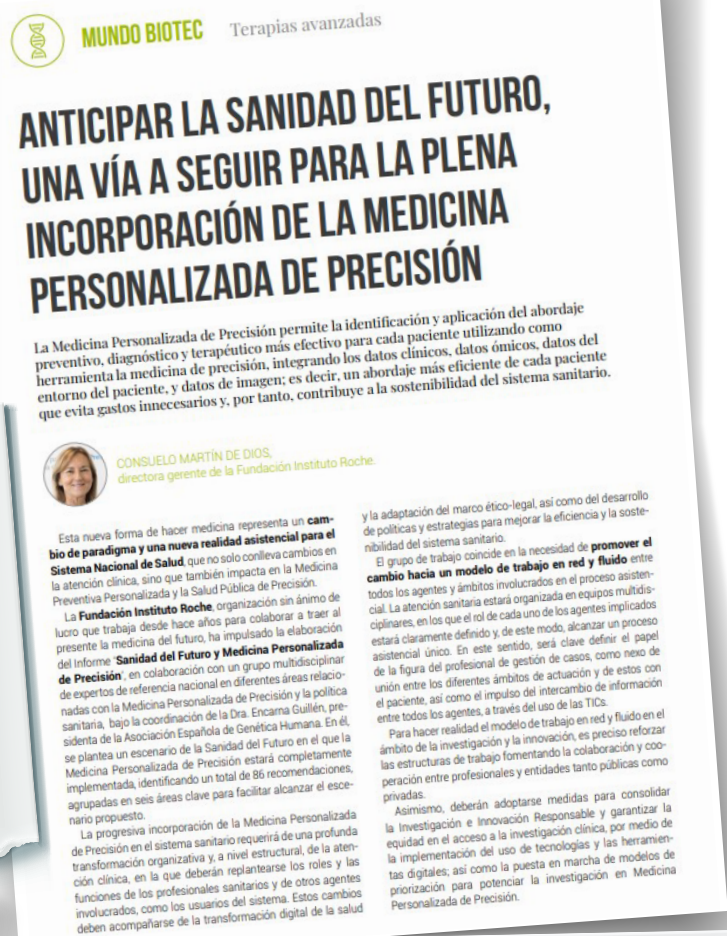 MUNDO BIOTEC
Terapias avanzadas
ANTICIPAR LA SANIDAD DEL FUTURO,
UNA VÍA A SEGUIR PARA LA PLENA
INCORPORACIÓN DE LA MEDICINA
PERSONALIZADA DE PRECISIÓN
La Medicina Personalizada de Precisión permite la identificación y aplicación del abordaje
preventivo, diagnóstico y terapéutico más efectivo para cada paciente utilizando como
herramienta la medicina de precisión, integrando los datos clínicos, datos ómicos, datos del
entorno del paciente, y datos de imagen; es decir, un abordaje más eficiente de cada paciente
que evita gastos innecesarios y, por tanto, contribuye a la sostenibilidad del sistema sanitario.
CONSUELO MARTÍN DE DIOS,
directora gerente de la Fundación Instituto Roche.
Esta nueva forma de hacer medicina representa un cam-
bio de paradigma y una nueva realidad asistencial para el
Sistema Nacional de Salud, que no solo conlleva cambios en
la atención clínica, sino que también impacta en la Medicina
Preventiva Personalizada y la Salud Pública de Precisión.
La Fundación Instituto Roche, organización sin ánimo de
lucro que trabaja desde hace años para colaborar a traer al
presente la medicina del futuro, ha impulsado la elaboración
del Informe 'Sanidad del Futuro y Medicina Personalizada
de Precisión', en colaboración con un grupo multidisciplinar
de expertos de referencia nacional en diferentes áreas relacio-
nadas con la Medicina Personalizada de Precisión y la política
sanitaria, bajo la coordinación de la Dra. Encarna Guillén, pre-
sidenta de la Asociación Española de Genética Humana. En él,
se plantea un escenario de la Sanidad del Futuro en el que la
Medicina Personalizada de Precisión estará completamente
implementada, identificando un total de 86 recomendaciones,
agrupadas en seis áreas clave para facilitar alcanzar el esce-
nario propuesto.
La progresiva incorporación de la Medicina Personalizada
de Precisión en el sistema sanitario requerirá de una profunda
transformación organizativa y, a nivel estructural, de la aten-
ción clínica, en la que deberán replantearse los roles y las
funciones de los profesionales sanitarios y de otros agentes
involucrados, como los usuarios del sistema. Estos cambios
deben acompañarse de la transformación digital de la salud
y la adaptación del marco ético-legal, así como del desarrollo
de políticas y estrategias para mejorar la eficiencia y la soste-
nibilidad del sistema sanitario.
El grupo de trabajo coincide en la necesidad de promover el
cambio hacia un modelo de trabajo en red y fluido entre
todos los agentes y ámbitos involucrados en el proceso asisten-
cial. La atención sanitaria estará organizada en equipos multidis-
ciplinares, en los que el rol de cada uno de los agentes implicados
estará claramente definido y, de este modo, alcanzar un proceso
asistencial único. En este sentido, será clave definir el papel
de la figura del profesional de gestión de casos, como nexo de
unión entre los diferentes ámbitos de actuación y de estos con
el paciente, así como el impulso del intercambio de información
entre todos los agentes, a través del uso de las TICs.
Para hacer realidad el modelo de trabajo en red y fluido en el
ámbito de la investigación y la innovación, es preciso reforzar
las estructuras de trabajo fomentando la colaboración y coo-
peración entre profesionales y entidades tanto públicas como
privadas.
Asimismo, deberán adoptarse medidas para consolidar
la Investigación e Innovación Responsable y garantizar la
equidad en el acceso a la investigación clínica, por medio de
la implementación del uso de tecnologías y las herramien-
tas digitales; así como la puesta en marcha de modelos de
priorización para potenciar la investigación en Medicina
Personalizada de Precisión.